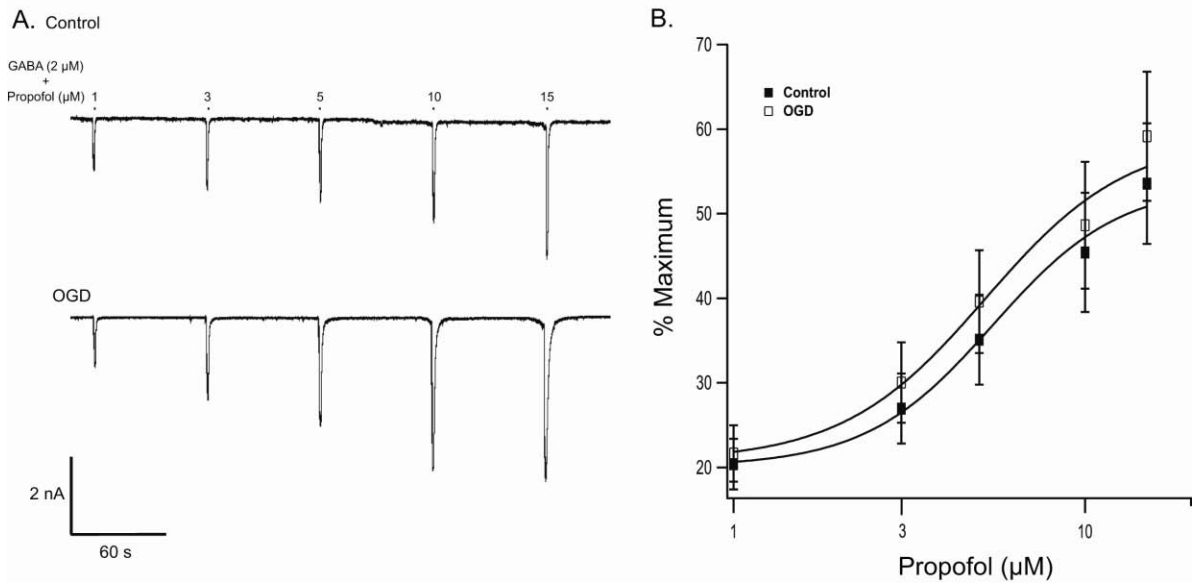 A. Control
GABA (2 µM)
+
Propofol (µM) 1 3 5 10 15
OGD
2 nA
60 s
B.
70
60
50
40
30
20
% Maximum
Control
OGD
1 3 10
Propofol (µM)